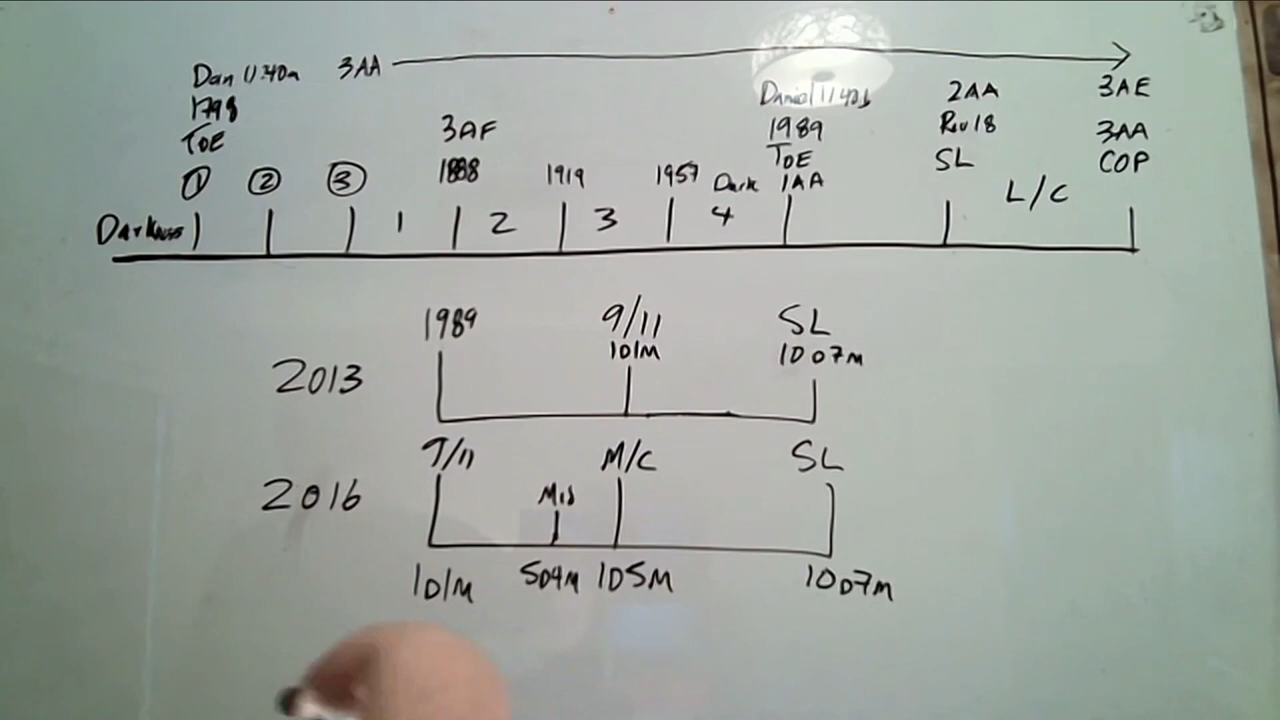 Dan 11:40a 3AA
1798
TOE
① ② ③
Darkness 1 2 3 4
3AF
1888
1919
1957
Dark
Daniel 11:40b
1989
TOE
1AA
2AA
Rev 18
SL
L/C
3AE
3AA
COP
2013
1989
9/11
101M
SL
1007M
2016
9/11
Mid
M/C
SL
101M 504M 105M 1007M